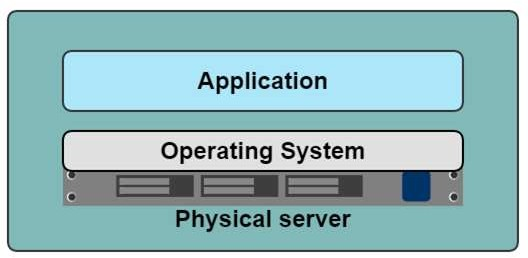 Application
Operating System
Physical server